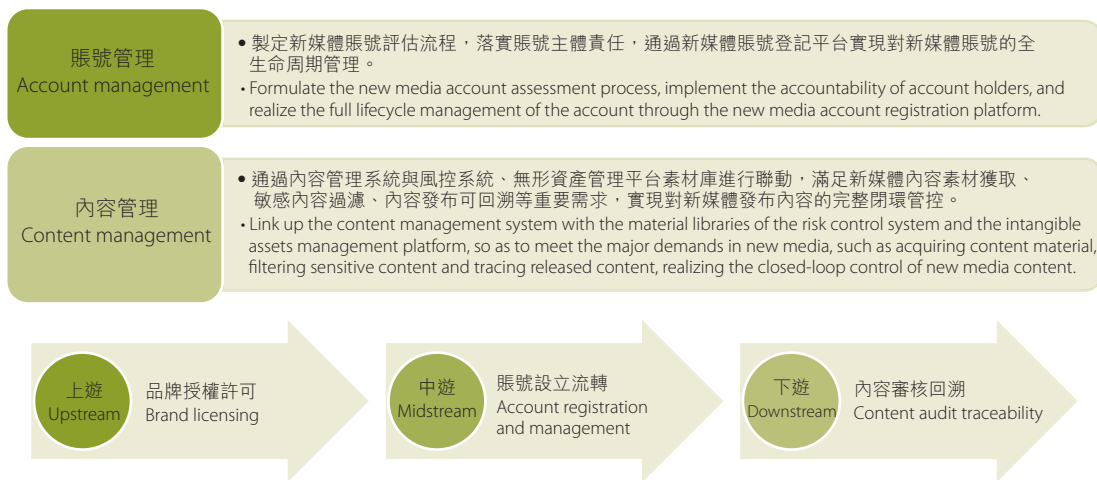 賬號管理
Account management
• 製定新媒體賬號評估流程，落實賬號主體責任，通過新媒體賬號登記平台實現對新媒體賬號的全
生命周期管理。
• Formulate the new media account assessment process, implement the accountability of account holders, and
realize the full lifecycle management of the account through the new media account registration platform.
內容管理
Content management
• 通過內容管理系統與風控系統、無形資產管理平台素材庫進行聯動，滿足新媒體內容素材獲取、
敏感內容過濾、內容發布可回溯等重要需求，實現對新媒體發布內容的完整閉環管控。
• Link up the content management system with the material libraries of the risk control system and the intangible
assets management platform, so as to meet the major demands in new media, such as acquiring content material,
filtering sensitive content and tracing released content, realizing the closed-loop control of new media content.
上遊
Upstream
品牌授權許可
Brand licensing
中遊
Midstream
賬號設立流轉
Account registration
and management
下遊
Downstream
內容審核回溯
Content audit traceability